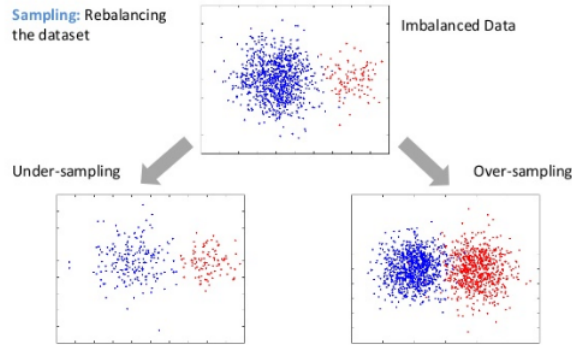 Sampling: Rebalancing
the dataset
Imbalanced Data
Under-sampling
Over-sampling